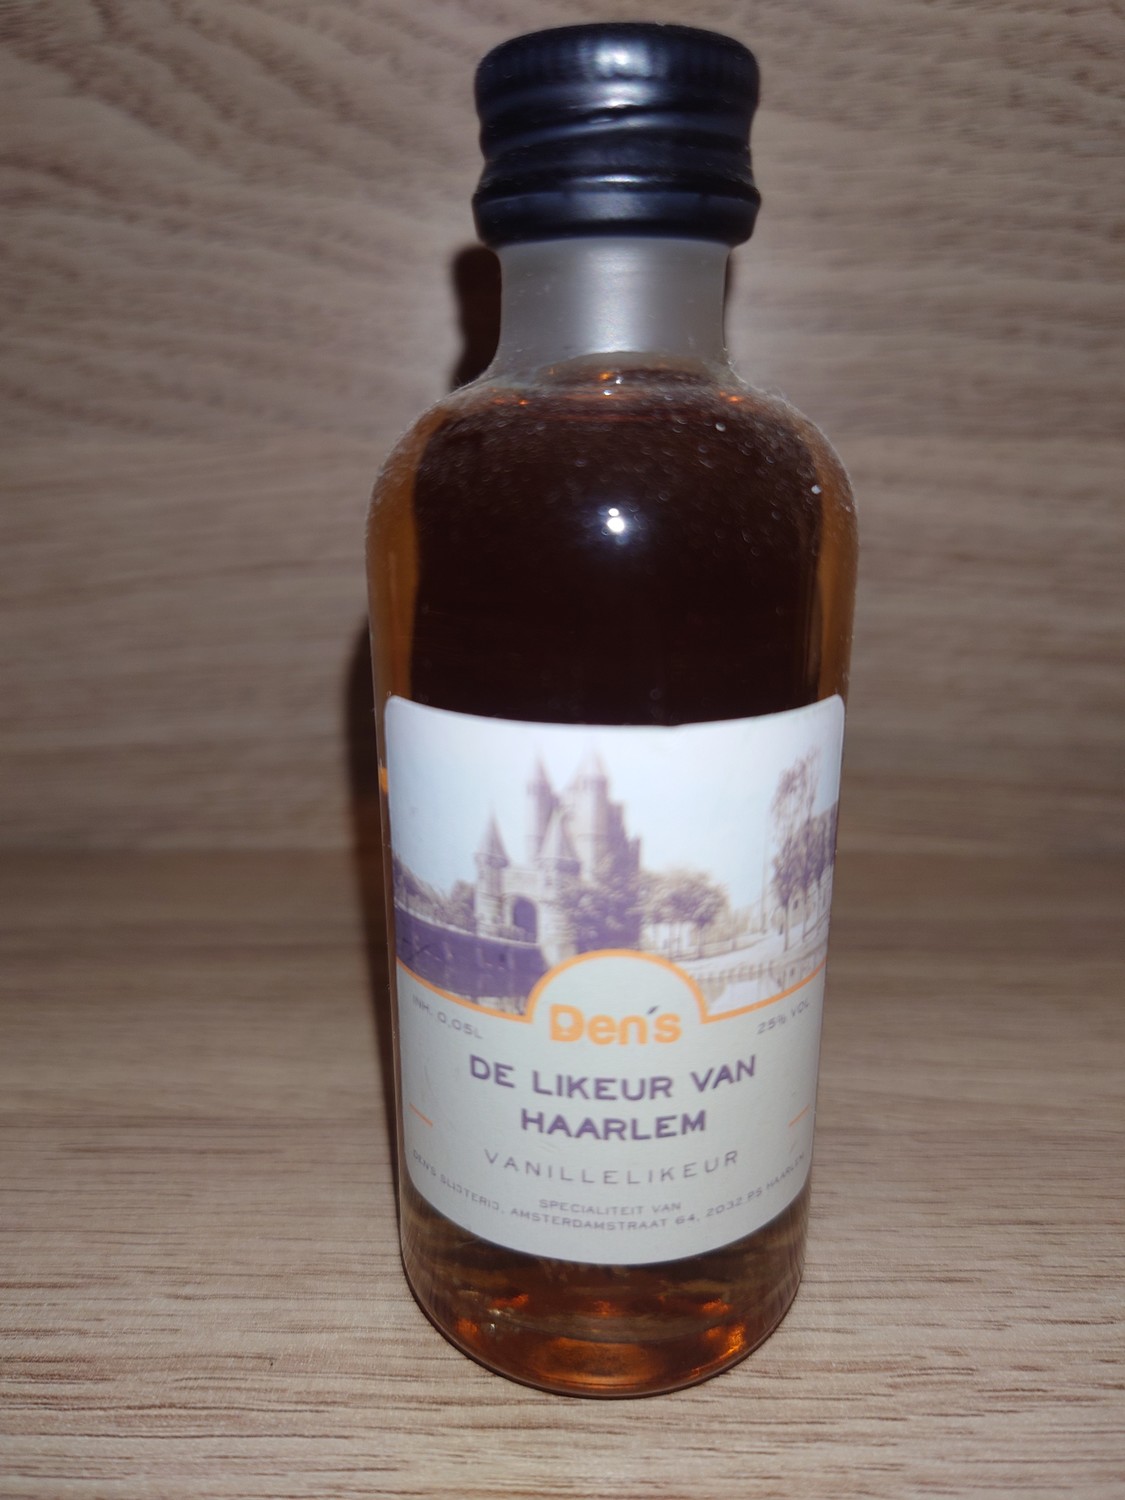 INH. 0,05L
25% VOL
Den's
DE LIKEUR VAN
HAARLEM
VANILLELIKEUR
SPECIALITEIT VAN
DEN'S SLIJTERIJ, AMSTERDAMSTRAAT 64, 2032 PS HAARLEM